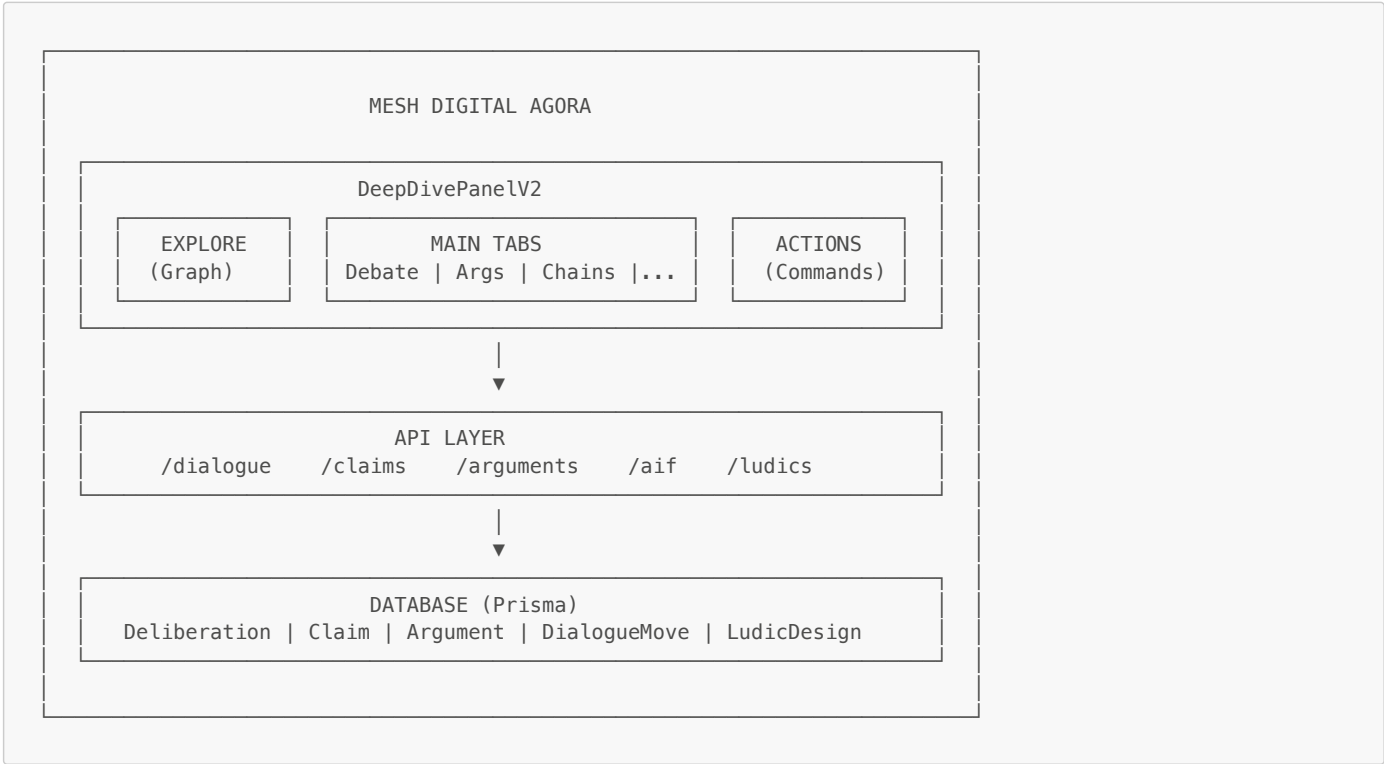 MESH DIGITAL AGORA
DeepDivePanelV2
EXPLORE MAIN TABS ACTIONS
(Graph) Debate | Args | Chains |... (Commands)
API LAYER
/dialogue /claims /arguments /aif /ludics
DATABASE (Prisma)
Deliberation | Claim | Argument | DialogueMove | LudicDesign